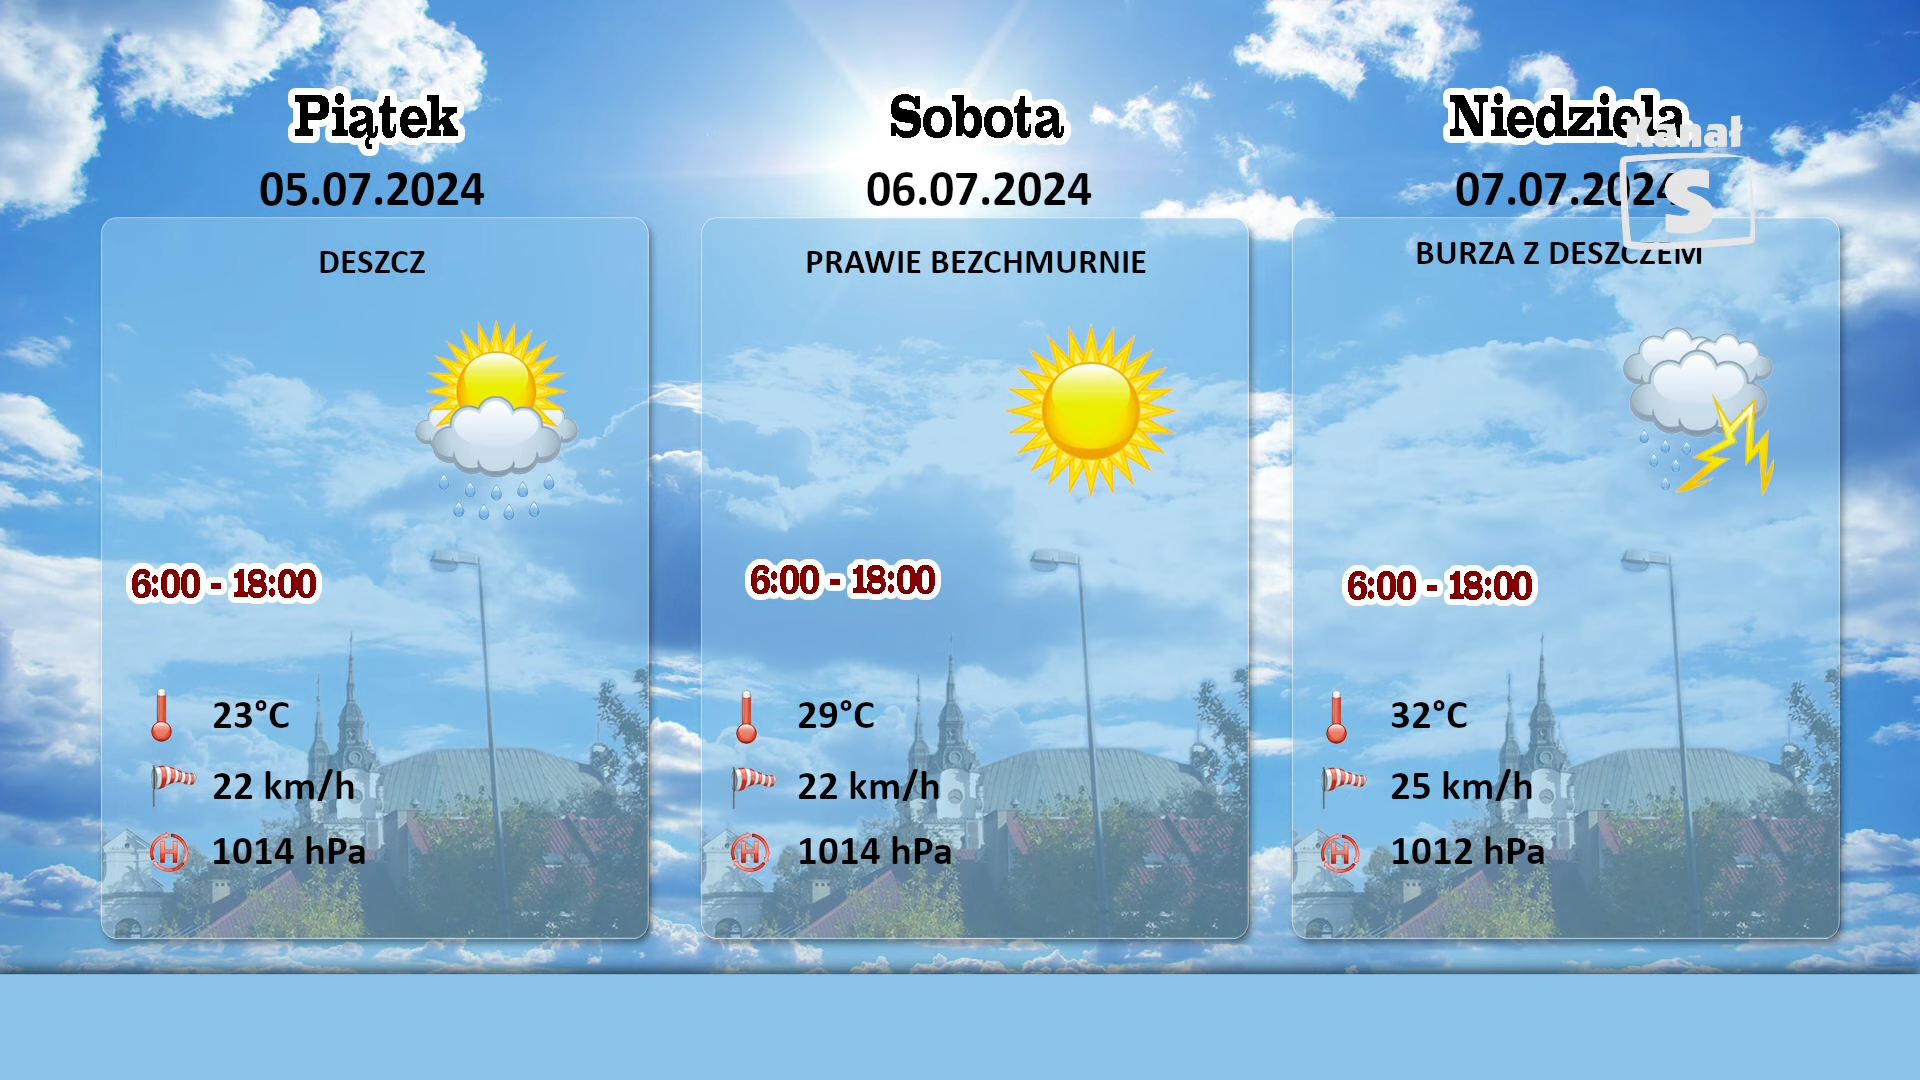 Piątek
05.07.2024
DESZCZ
6:00 - 18:00
23°C
22 km/h
1014 hPa
Sobota
06.07.2024
PRAWIE BEZCHMURNIE
6:00 - 18:00
29°C
22 km/h
1014 hPa
Niedziela
07.07.2024
BURZA Z DESZCZEM
6:00 - 18:00
32°C
25 km/h
1012 hPa
Kanał
S